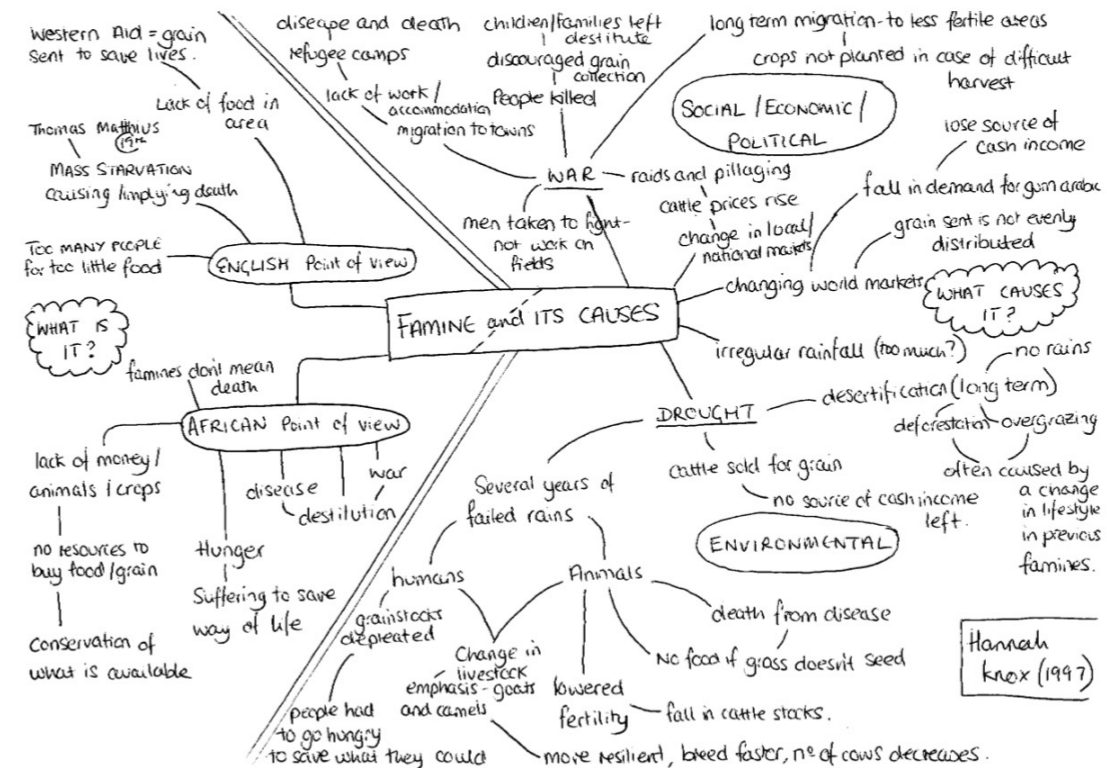 Western Aid = grain
sent to save lives.
Lack of food in
area
Thomas Malthus
19th
MASS STARVATION
causing/implying death
TOO MANY PEOPLE
for too little food
ENGLISH Point of view
WHAT IS
IT?
famines don't mean
death
AFRICAN Point of view
lack of money/
animals/crops
no resources to
buy food/grain
Conservation of
what is available
Hunger
Suffering to save
way of life
disease
destitution
war
FAMINE and ITS CAUSES
disease and death
refugee camps
lack of work/
accommodation
migration to towns
children/families left
destitute
discouraged grain
collection
People killed
WAR
men taken to fight-
not work on
fields
long term migration-to less fertile areas
crops not planted in case of difficult
harvest
SOCIAL/ECONOMIC/
POLITICAL
raids and pillaging
cattle prices rise
change in local/
national markets
lose source of
cash income
fall in demand for gum arabic
grain sent is not evenly
distributed
changing world markets
WHAT CAUSES
IT?
irregular rainfall (too much?)
DROUGHT
no rains
desertification (long term)
deforestation
overgrazing
often caused by
a change
in lifestyle
in previous
famines.
cattle sold for grain
no source of cash income
left.
ENVIRONMENTAL
Several years of
failed rains
humans
grainstocks
depleated
people had
to go hungry
to save what they could
Change in
livestock
emphasis-goats
and camels
more resilient, breed faster, no of cows decreases.
Animals
lowered
fertility
fall in cattle stocks.
death from disease
No food if grass doesn't seed
Hannah
Knox (1997)